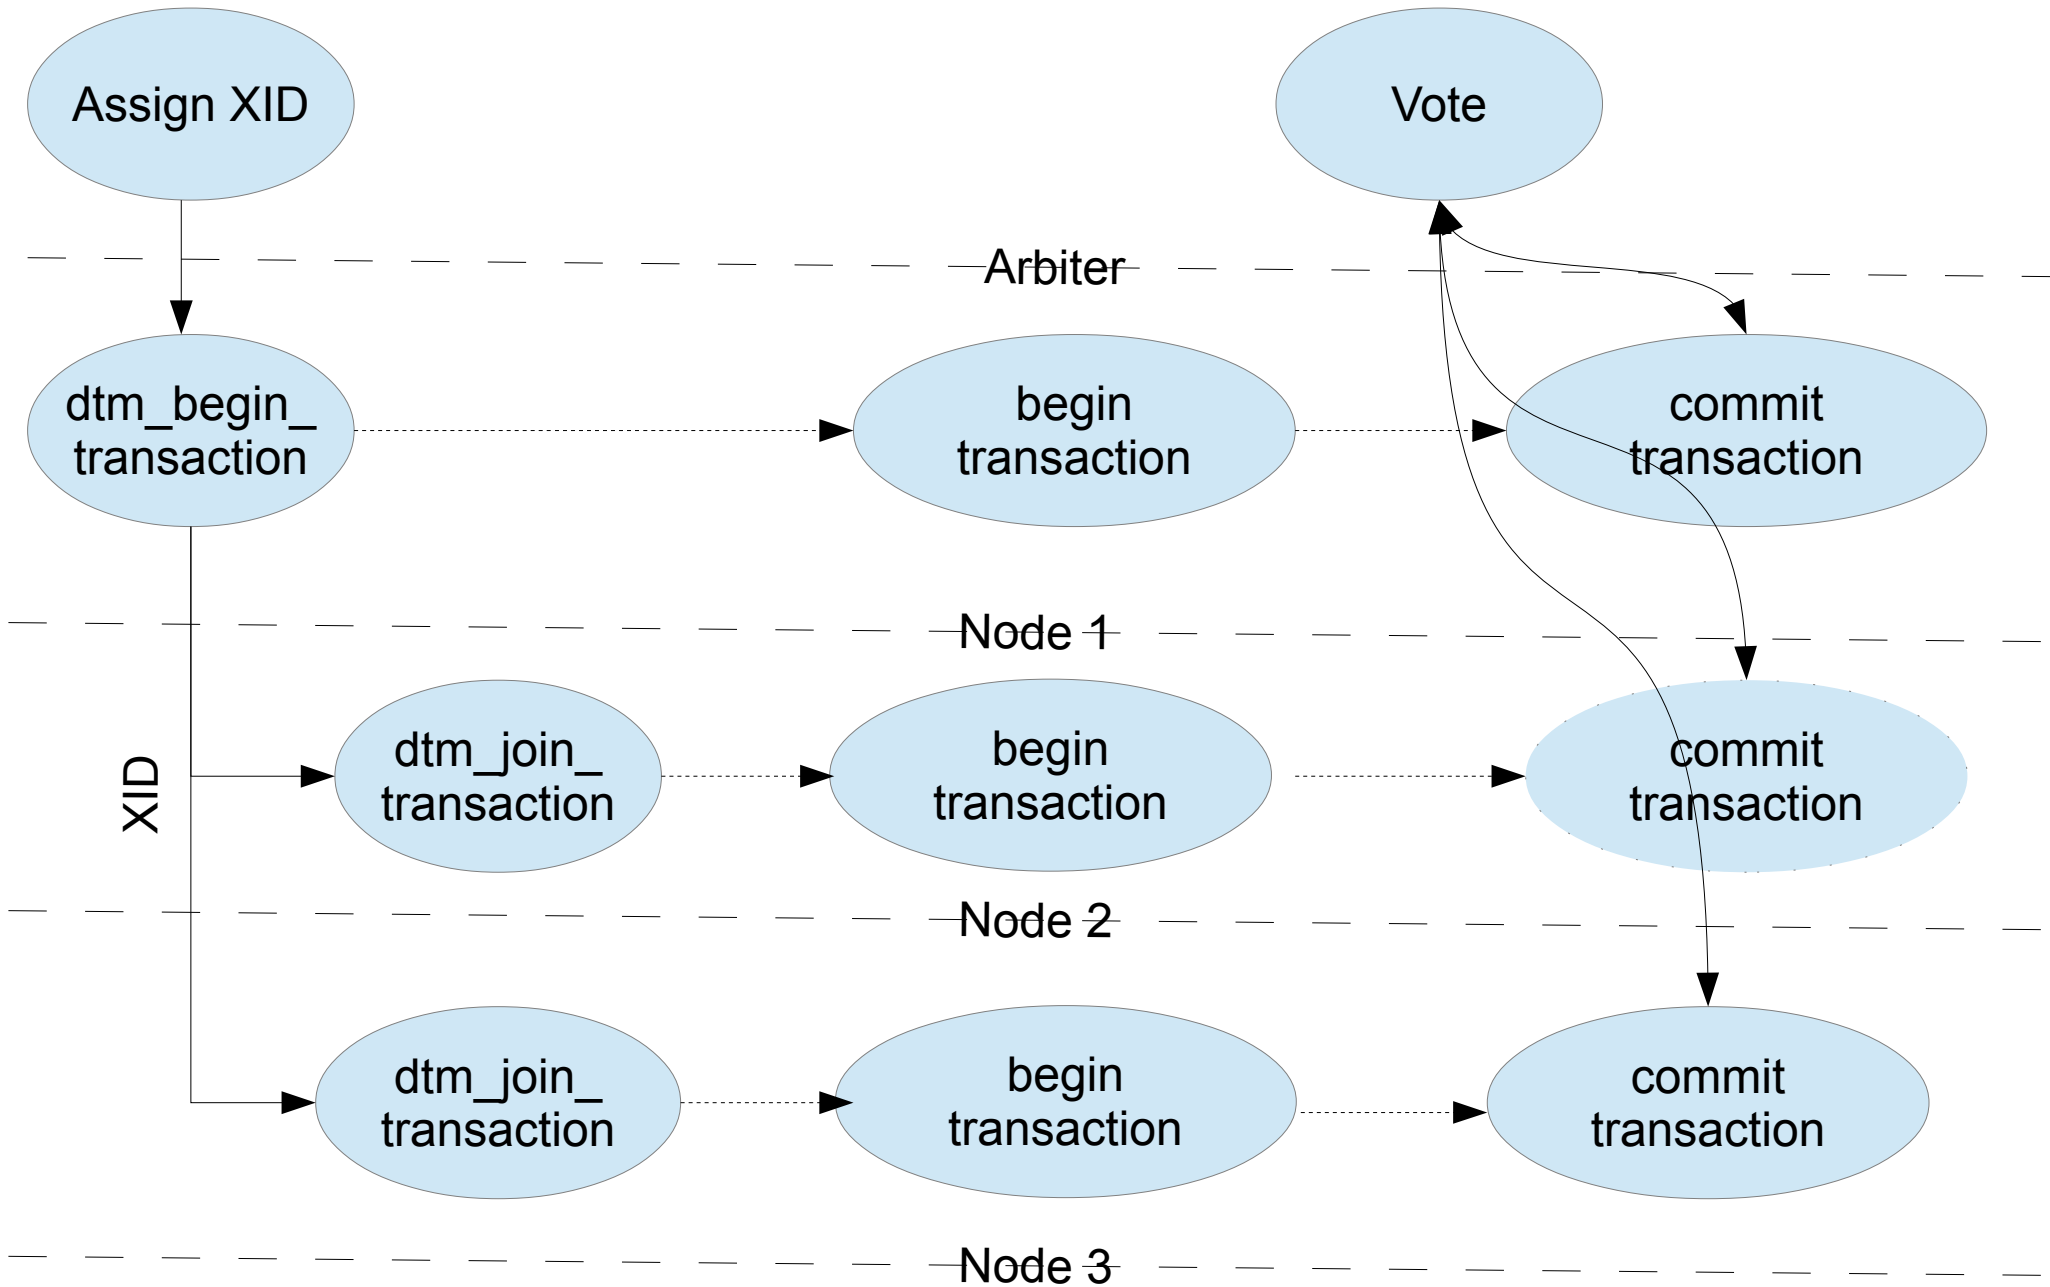 Assign XID
Vote
Arbiter
dtm_begin_
transaction
begin
transaction
commit
transaction
Node 1
XID
dtm_join_
transaction
begin
transaction
commit
transaction
Node 2
dtm_join_
transaction
begin
transaction
commit
transaction
Node 3